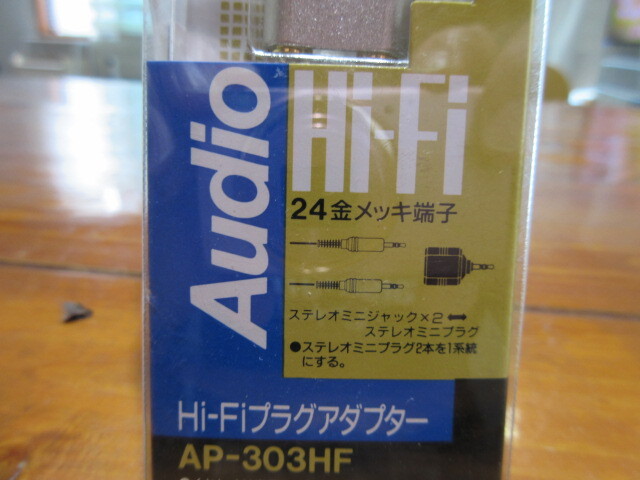 Audio
Hi-Fi
24金メッキ端子
ステレオミニジャック×2⟷
ステレオミニプラグ
●ステレオミニプラグ2本を1系統
にする。
Hi-Fiプラグアダプター
AP-303HF